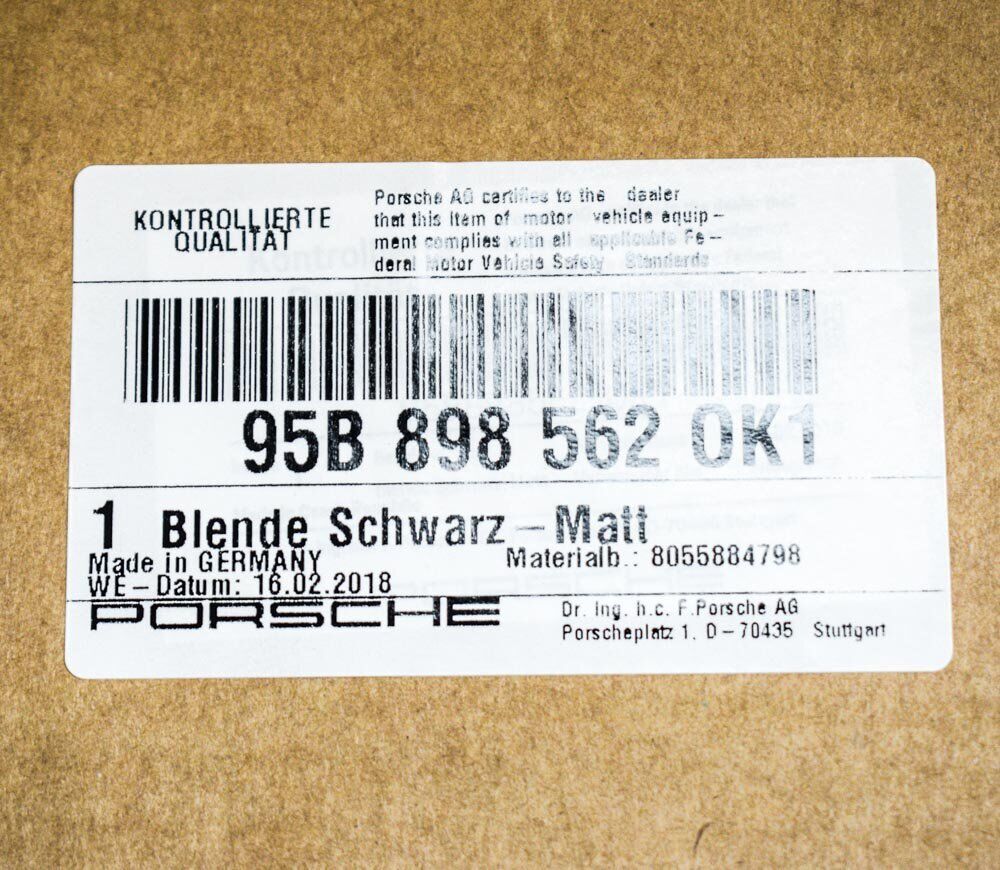 KONTROLLIERTE
QUALITÄT
Porsche AG certifies to the dealer
that this item of motor vehicle equip-
ment complies with all applicable Fe-
deral Motor Vehicle Safety Standards
95B 898 562 OK1
1 Blende Schwarz-Matt
Made in GERMANY
Materialb.: 8055884798
WE-Datum: 16.02.2018
PORSCHE
Dr. Ing. h.c. F.Porsche AG
Porscheplatz 1, D-70435 Stuttgart